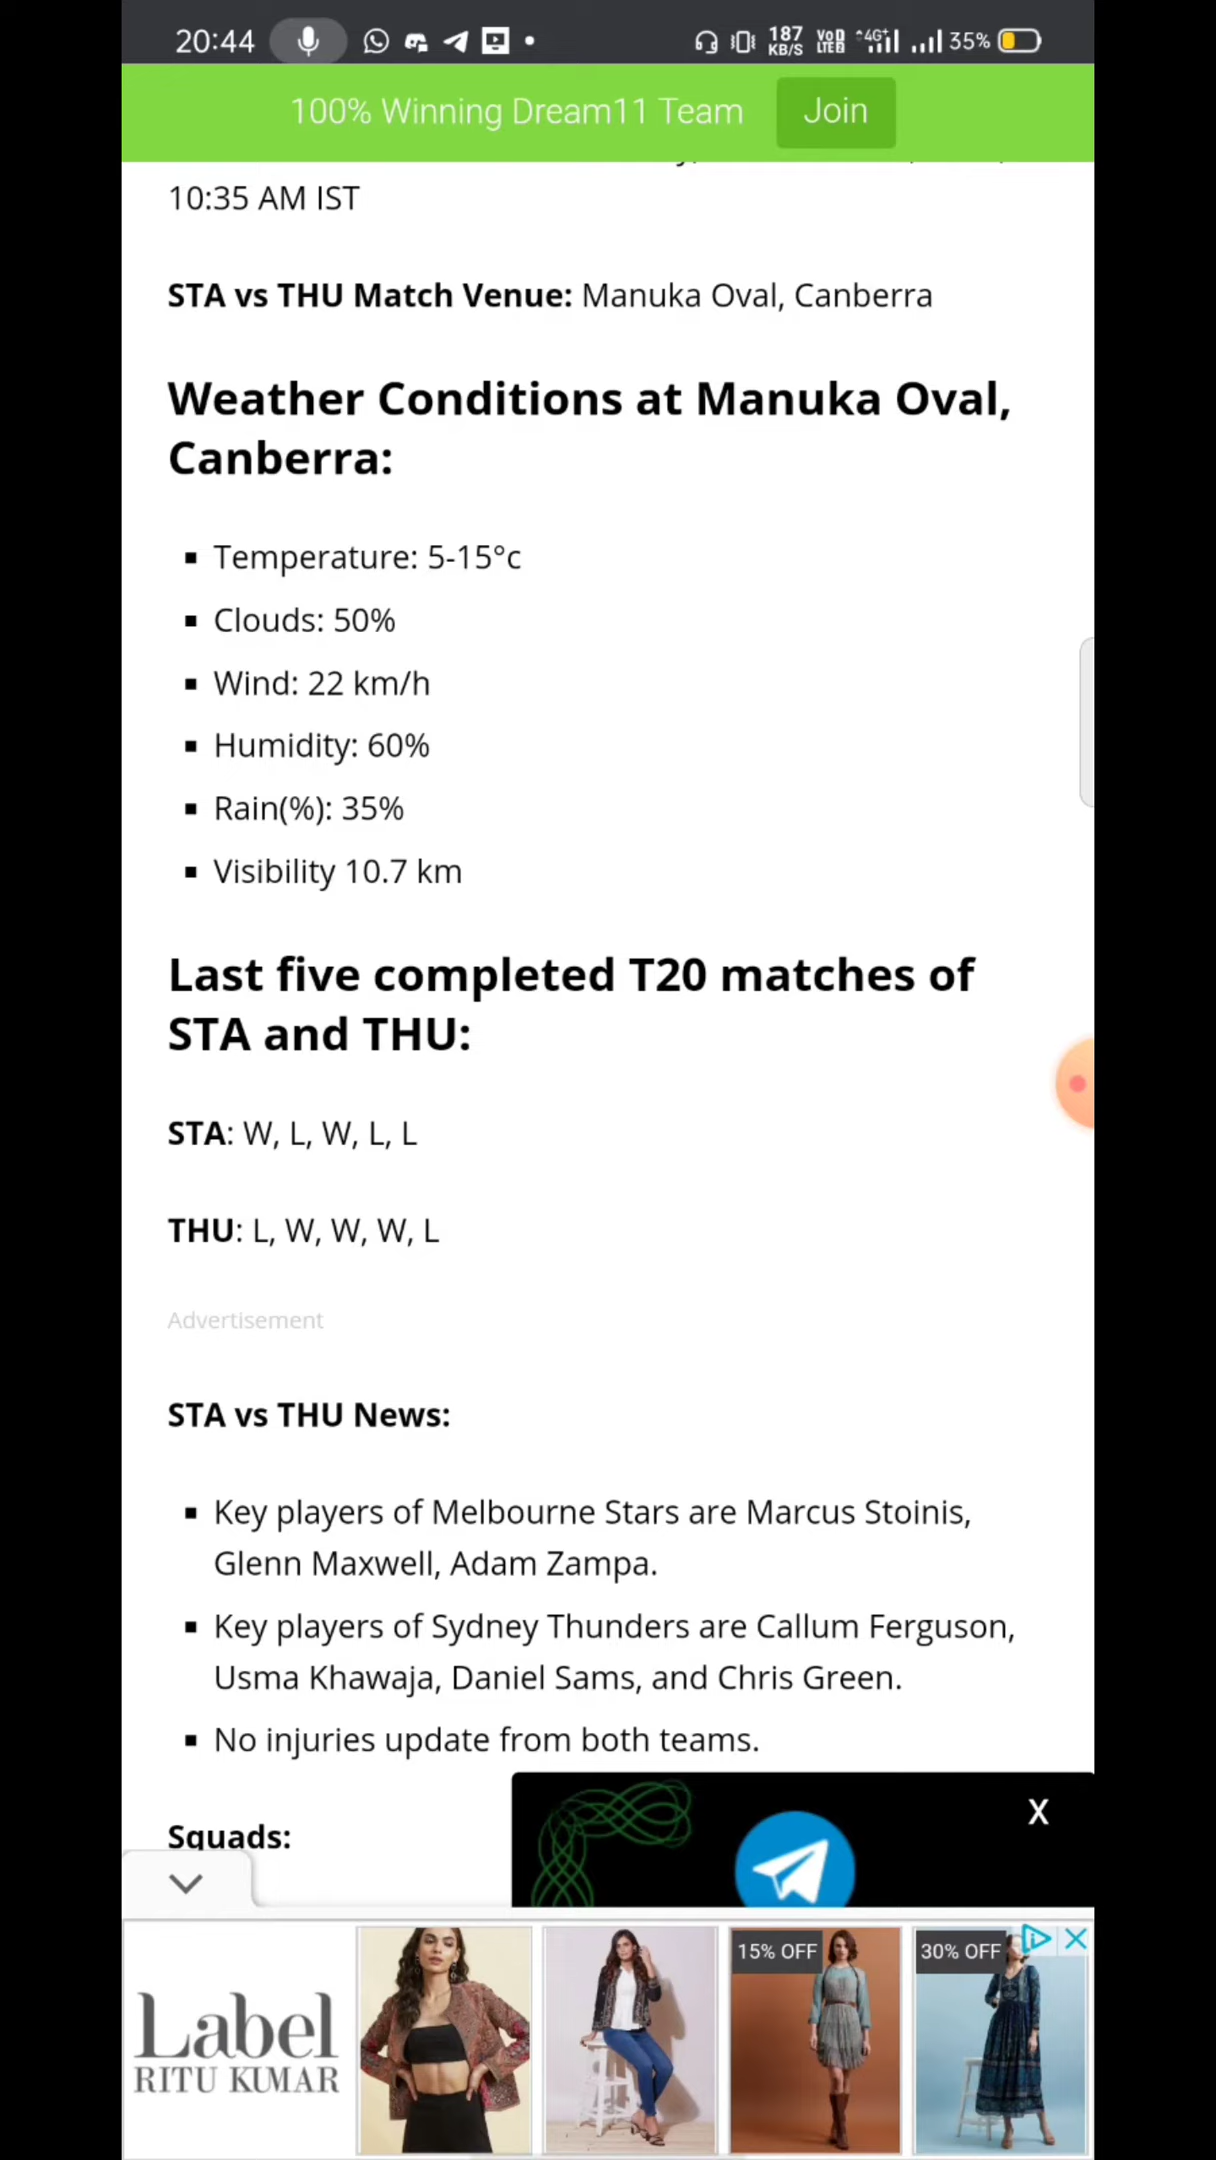 20:44
187 KB/S VoD LTE2 4G+ 35%
100% Winning Dream11 Team Join
10:35 AM IST
STA vs THU Match Venue: Manuka Oval, Canberra
Weather Conditions at Manuka Oval,
Canberra:
▪ Temperature: 5-15°c
▪ Clouds: 50%
▪ Wind: 22 km/h
▪ Humidity: 60%
▪ Rain(%): 35%
▪ Visibility 10.7 km
Last five completed T20 matches of
STA and THU:
STA: W, L, W, L, L
THU: L, W, W, W, L
Advertisement
STA vs THU News:
▪ Key players of Melbourne Stars are Marcus Stoinis,
Glenn Maxwell, Adam Zampa.
▪ Key players of Sydney Thunders are Callum Ferguson,
Usma Khawaja, Daniel Sams, and Chris Green.
▪ No injuries update from both teams.
X
Squads:
15% OFF 30% OFF
Label
RITU KUMAR